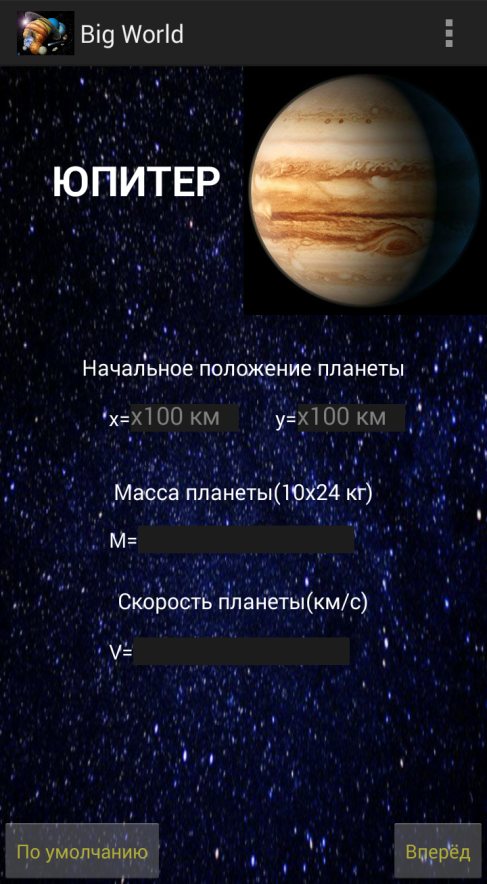 Big World
ЮПИТЕР
Начальное положение планеты
x=x100 км y=x100 км
Масса планеты(10x24 кг)
M=
Скорость планеты(км/с)
V=
По умолчанию Вперёд